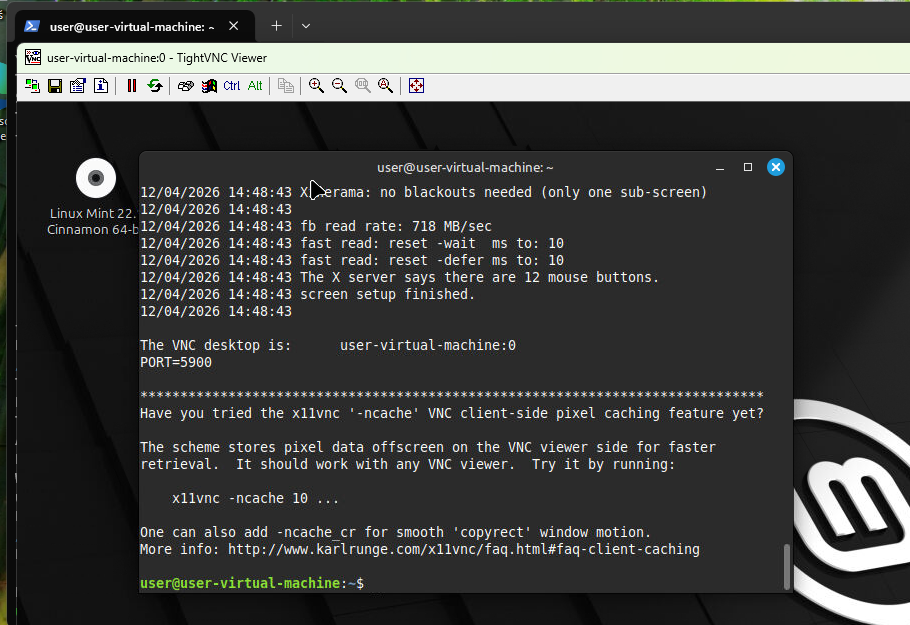 user@user-virtual-machine: ~
user-virtual-machine:0 - TightVNC Viewer
Ctrl Alt
Linux Mint 22.
Cinnamon 64-b
user@user-virtual-machine: ~
12/04/2026 14:48:43 X erama: no blackouts needed (only one sub-screen)
12/04/2026 14:48:43
12/04/2026 14:48:43 fb read rate: 718 MB/sec
12/04/2026 14:48:43 fast read: reset -wait  ms to: 10
12/04/2026 14:48:43 fast read: reset -defer ms to: 10
12/04/2026 14:48:43 The X server says there are 12 mouse buttons.
12/04/2026 14:48:43 screen setup finished.
12/04/2026 14:48:43
The VNC desktop is:      user-virtual-machine:0
PORT=5900
******************************************************************************
Have you tried the x11vnc '-ncache' VNC client-side pixel caching feature yet?
The scheme stores pixel data offscreen on the VNC viewer side for faster
retrieval.  It should work with any VNC viewer.  Try it by running:
    x11vnc -ncache 10 ...
One can also add -ncache_cr for smooth 'copyrect' window motion.
More info: http://www.karlrunge.com/x11vnc/faq.html#faq-client-caching
user@user-virtual-machine:~$